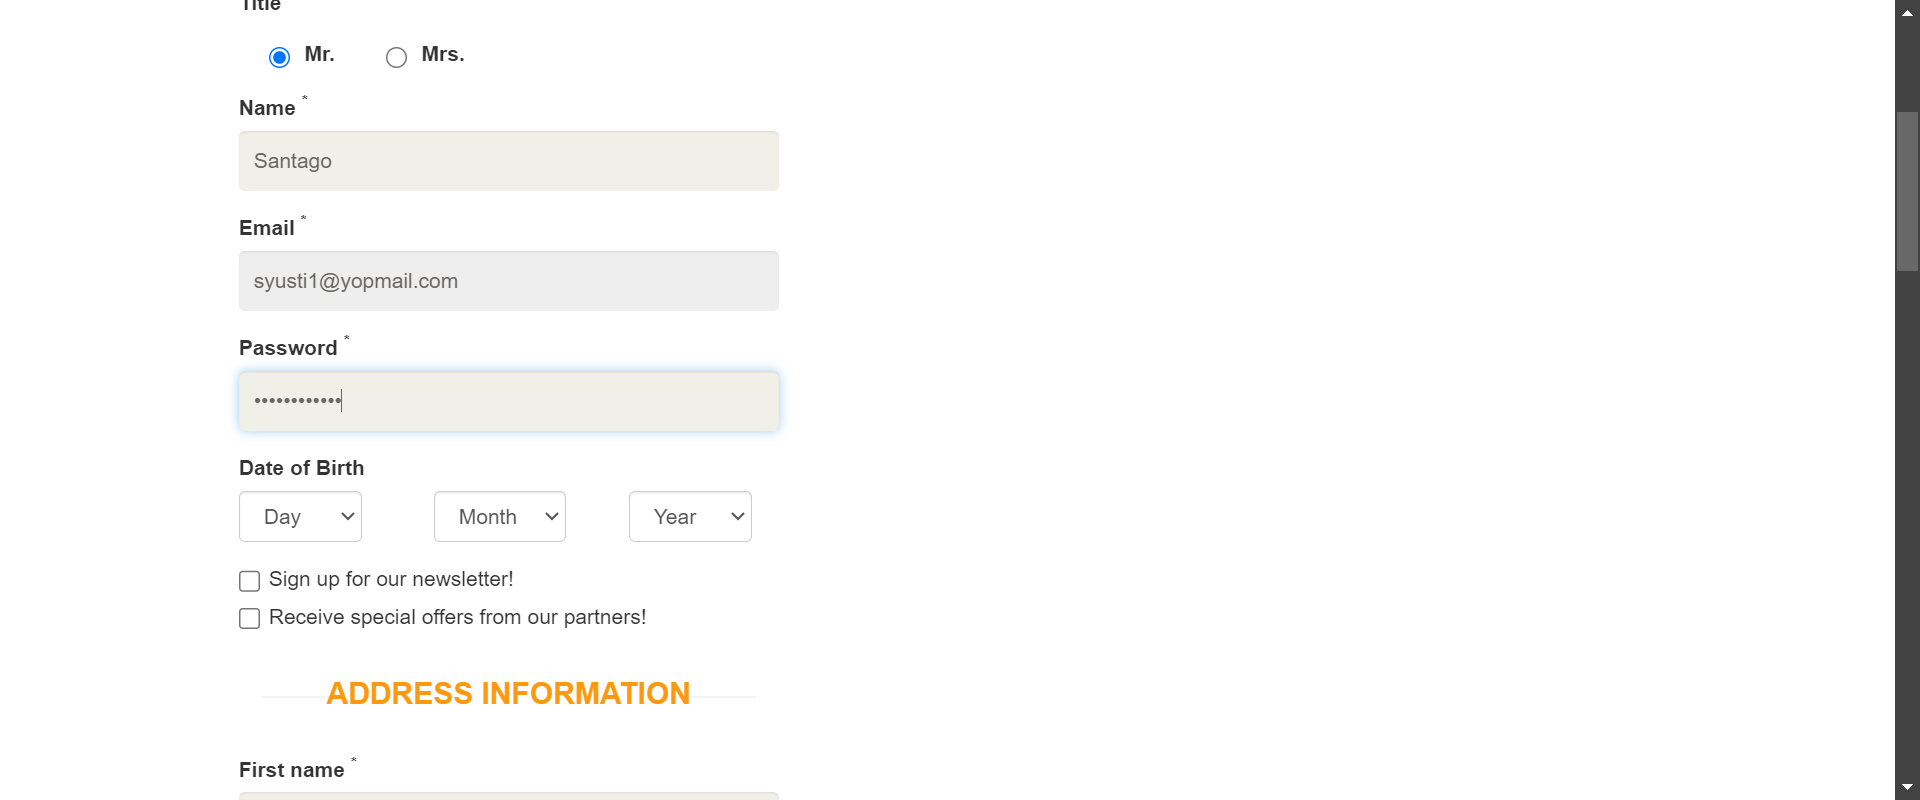 Title
Mr. Mrs.
Name *
Santago
Email *
syusti1@yopmail.com
Password *
••••••••••••
Date of Birth
Day Month Year
Sign up for our newsletter!
Receive special offers from our partners!
ADDRESS INFORMATION
First name *